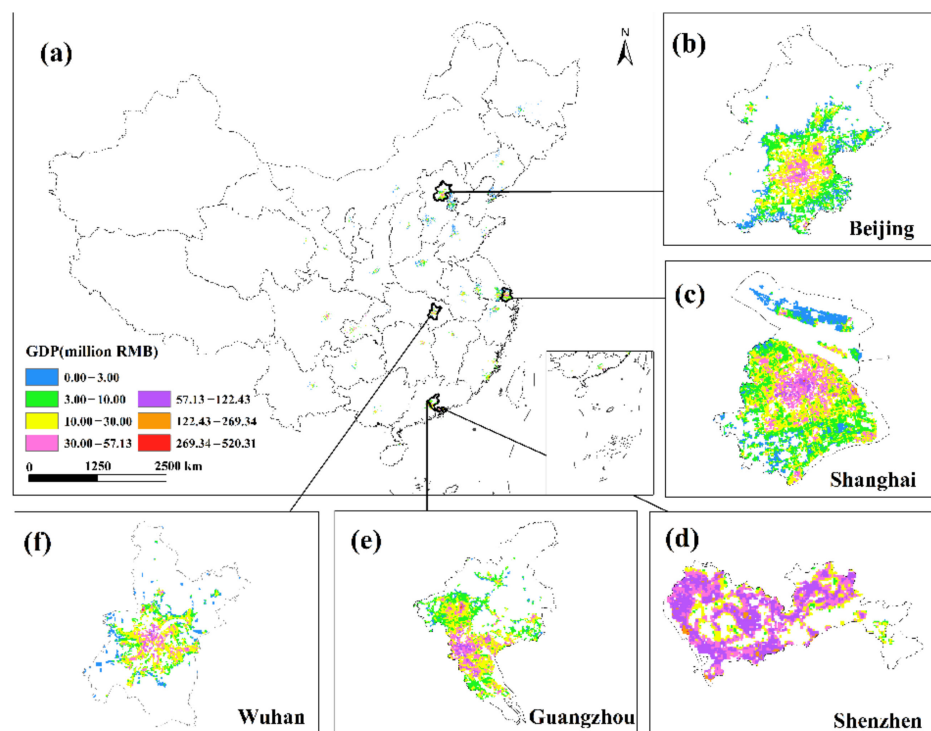 (a)
N
(b)
Beijing
(c)
Shanghai
GDP(million RMB)
0.00−3.00
3.00−10.00
10.00−30.00
30.00−57.13
57.13−122.43
122.43−269.34
269.34−520.31
0 1250 2500 km
(f)
Wuhan
(e)
Guangzhou
(d)
Shenzhen